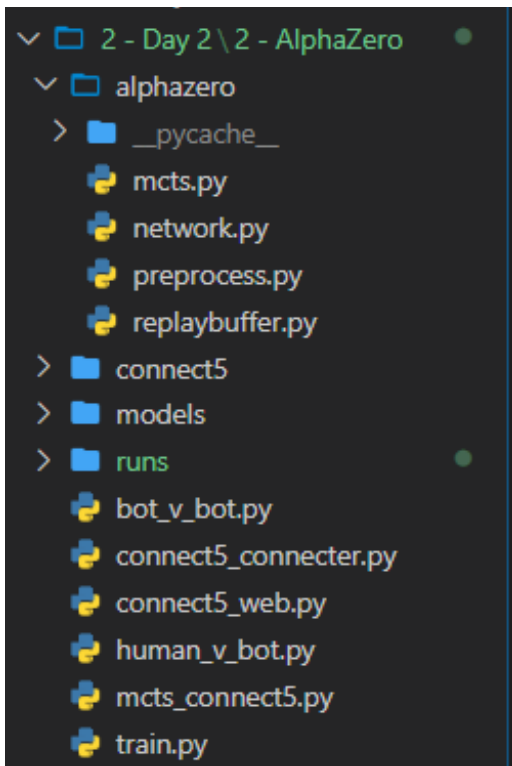 2 - Day 2 \ 2 - AlphaZero
alphazero
__pycache__
mcts.py
network.py
preprocess.py
replaybuffer.py
connect5
models
runs
bot_v_bot.py
connect5_connecter.py
connect5_web.py
human_v_bot.py
mcts_connect5.py
train.py